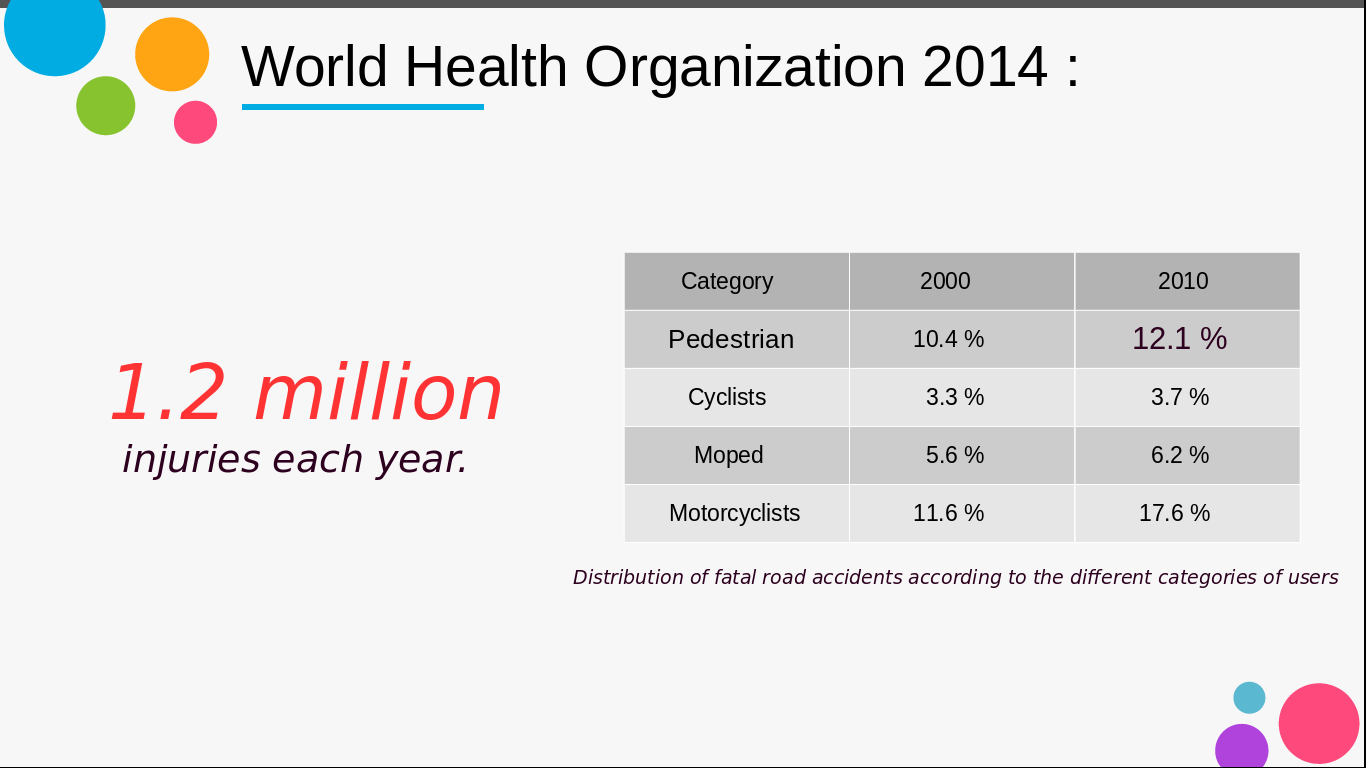 World Health Organization 2014 :
1.2 million
injuries each year.
Category 2000 2010
Pedestrian 10.4 % 12.1 %
Cyclists 3.3 % 3.7 %
Moped 5.6 % 6.2 %
Motorcyclists 11.6 % 17.6 %
Distribution of fatal road accidents according to the different categories of users